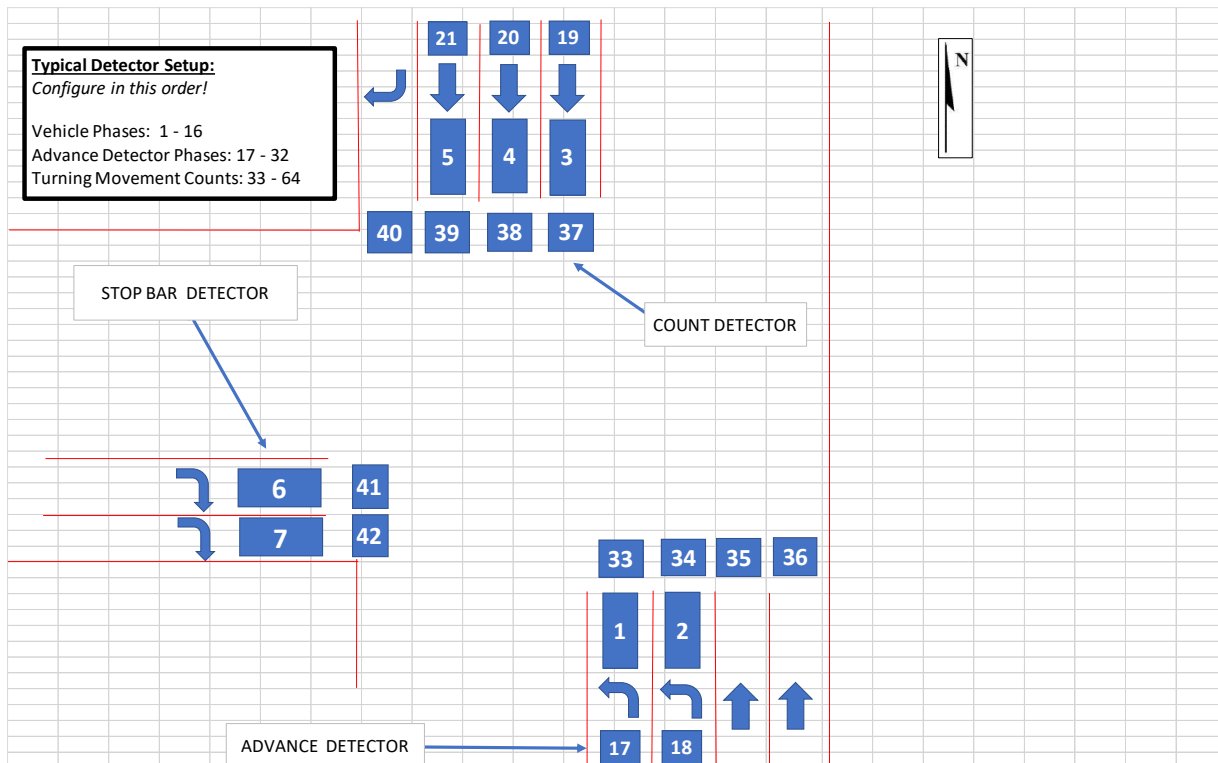 21 20 19
Typical Detector Setup:
Configure in this order!
Vehicle Phases: 1 - 16
Advance Detector Phases: 17 - 32
Turning Movement Counts: 33 - 64
N
5 4 3
40 39 38 37
STOP BAR DETECTOR
COUNT DETECTOR
6 41
7 42
33 34 35 36
1 2
ADVANCE DETECTOR
17 18